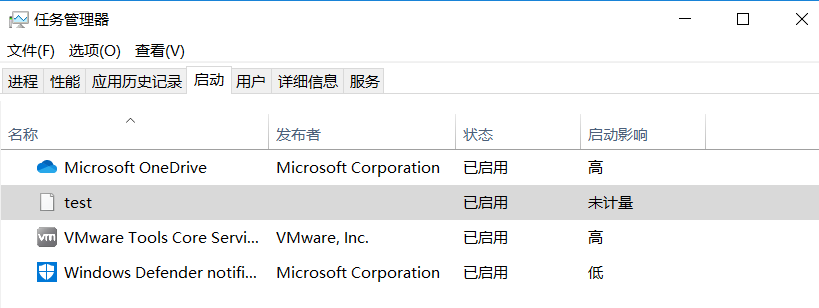 任务管理器
文件(F) 选项(O) 查看(V)
进程 性能 应用历史记录 启动 用户 详细信息 服务
名称 发布者 状态 启动影响
Microsoft OneDrive Microsoft Corporation 已启用 高
test 已启用 未计量
vm VMware Tools Core Servi... VMware, Inc. 已启用 高
Windows Defender notifi... Microsoft Corporation 已启用 低